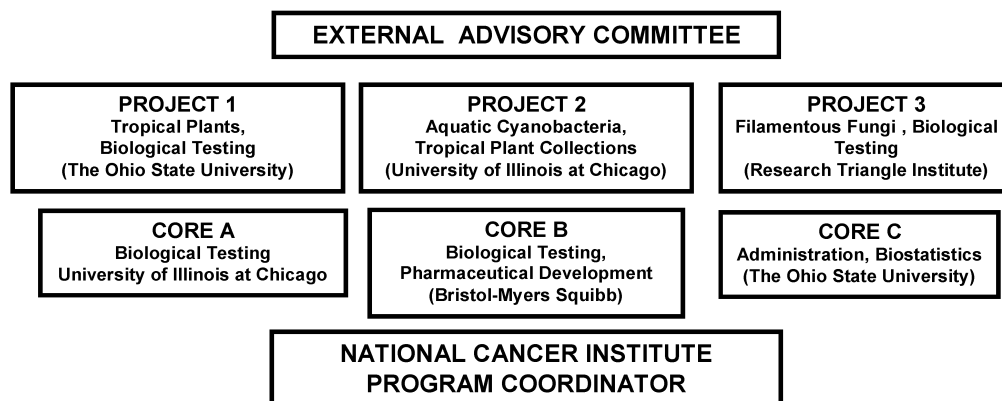 EXTERNAL ADVISORY COMMITTEE
PROJECT 1
Tropical Plants,
Biological Testing
(The Ohio State University)
PROJECT 2
Aquatic Cyanobacteria,
Tropical Plant Collections
(University of Illinois at Chicago)
PROJECT 3
Filamentous Fungi , Biological
Testing
(Research Triangle Institute)
CORE A
Biological Testing
University of Illinois at Chicago
CORE B
Biological Testing,
Pharmaceutical Development
(Bristol-Myers Squibb)
CORE C
Administration, Biostatistics
(The Ohio State University)
NATIONAL CANCER INSTITUTE
PROGRAM COORDINATOR